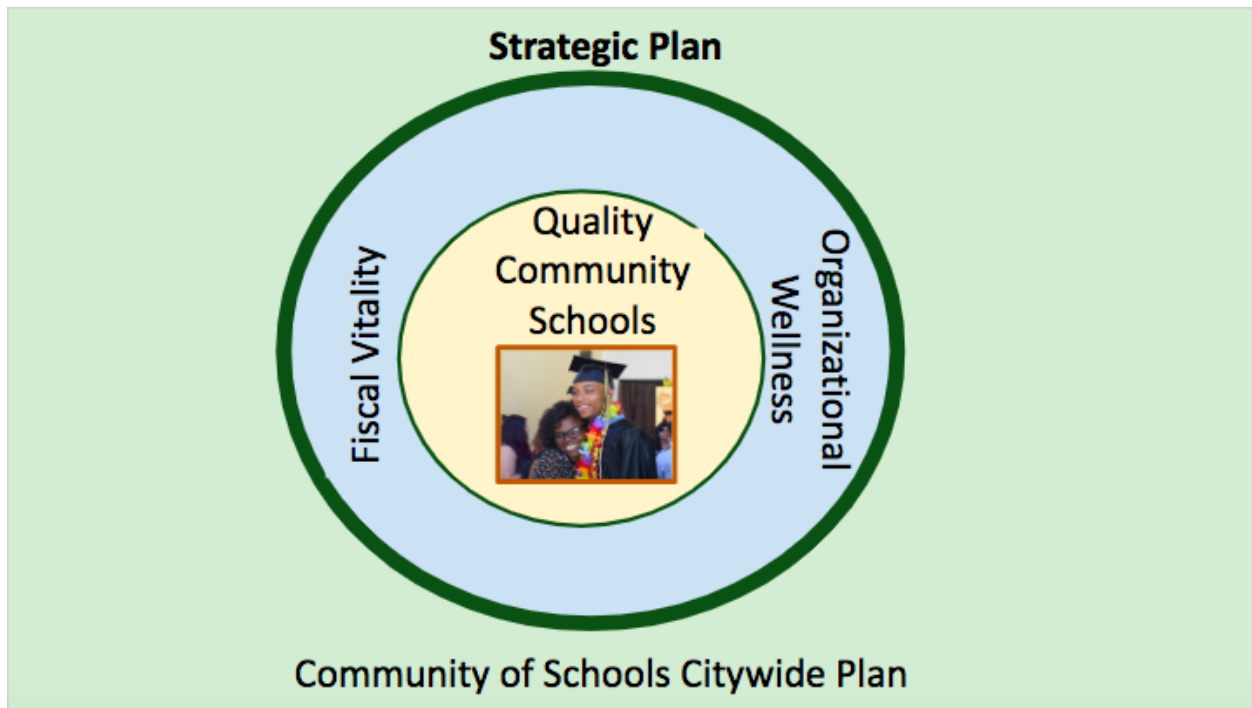 Strategic Plan
Quality
Community
Schools
Fiscal Vitality
Organizational
Wellness
Community of Schools Citywide Plan